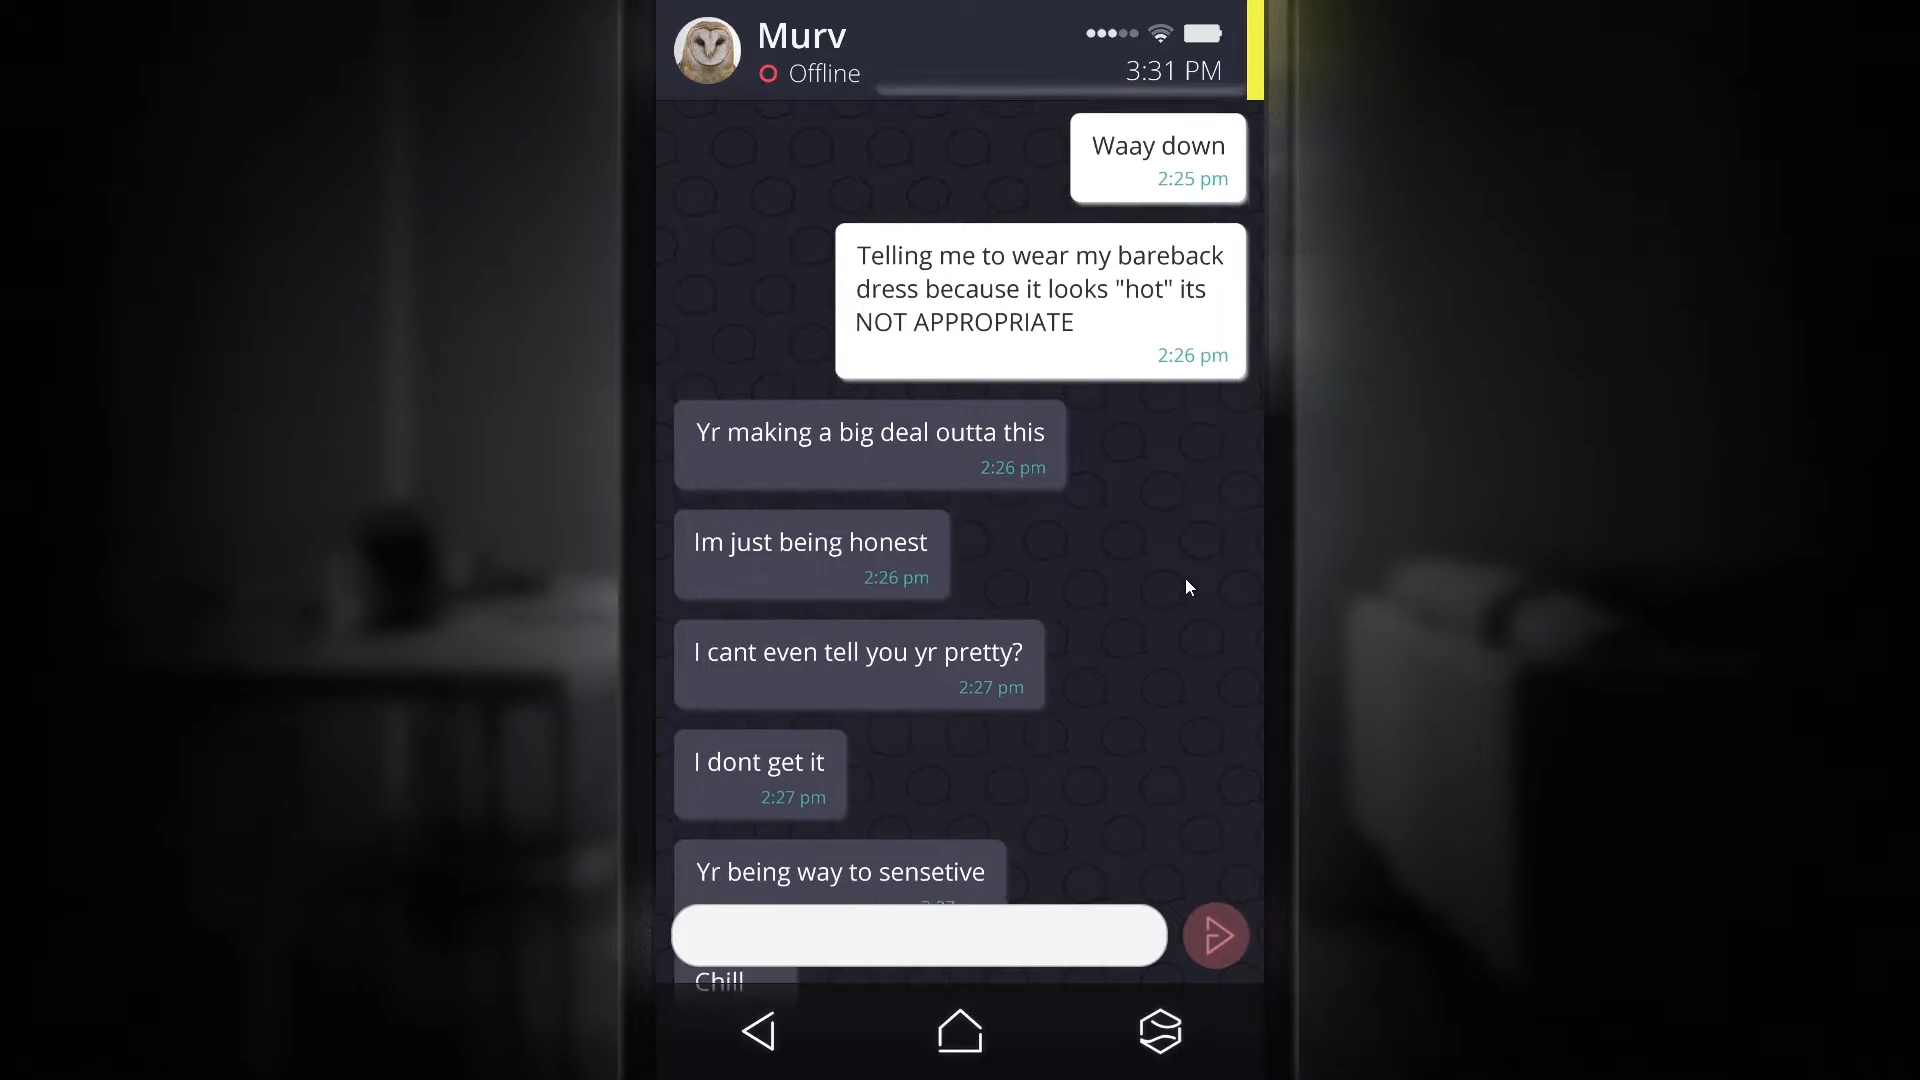 Murv
Offline
3:31 PM
Waay down
2:25 pm
Telling me to wear my bareback
dress because it looks "hot" its
NOT APPROPRIATE
2:26 pm
Yr making a big deal outta this
2:26 pm
Im just being honest
2:26 pm
I cant even tell you yr pretty?
2:27 pm
I dont get it
2:27 pm
Yr being way to sensetive
Chill